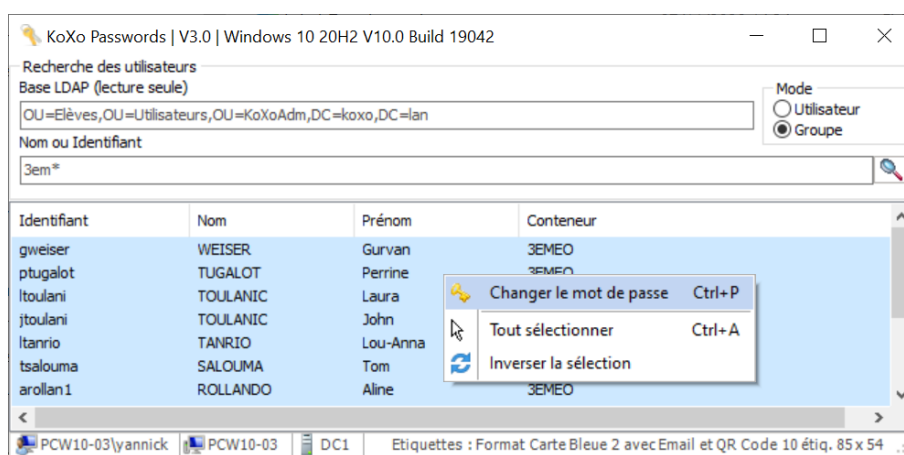 KoXo Passwords | V3.0 | Windows 10 20H2 V10.0 Build 19042
Recherche des utilisateurs
Base LDAP (lecture seule)
Mode
OU=Elèves,OU=Utilisateurs,OU=KoXoAdm,DC=koxo,DC=lan
Utilisateur
Groupe
Nom ou Identifiant
3em*
Identifiant Nom Prénom Conteneur
gweiser WEISER Gurvan 3EMEO
ptugalot TUGALOT Perrine 3EMEO
ltoulani TOULANIC Laura
jtoulani TOULANIC John
ltanrio TANRIO Lou-Anna
tsalouma SALOUMA Tom
arollan1 ROLLANDO Aline 3EMEO
Changer le mot de passe Ctrl+P
Tout sélectionner Ctrl+A
Inverser la sélection
PCW10-03\yannick PCW10-03 DC1 Etiquettes : Format Carte Bleue 2 avec Email et QR Code 10 étiq. 85 x 54